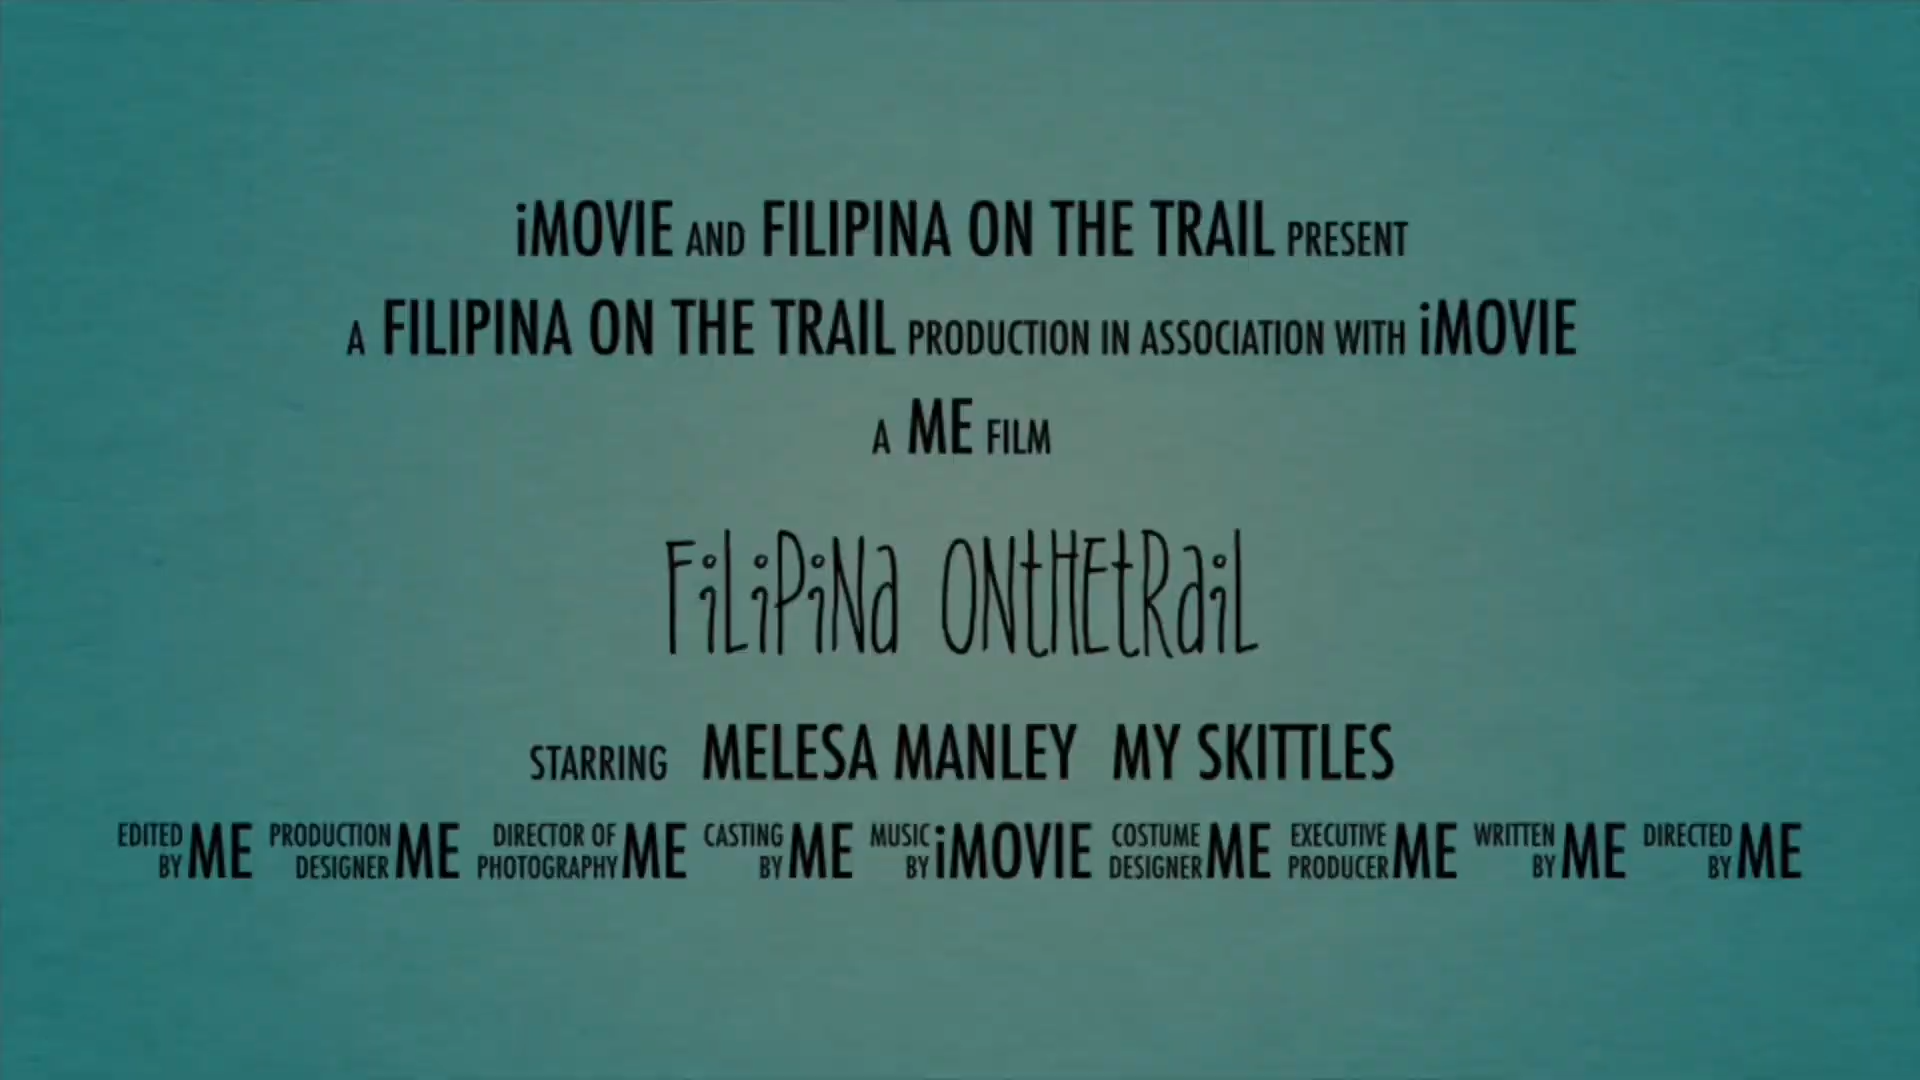 iMOVIE AND FILIPINA ON THE TRAIL PRESENT
A FILIPINA ON THE TRAIL PRODUCTION IN ASSOCIATION WITH iMOVIE
A ME FILM
FiLiPiNa ONtHEtRaiL
STARRING MELESA MANLEY MY SKITTLES
EDITED BY ME PRODUCTION DESIGNER ME DIRECTOR OF PHOTOGRAPHY ME CASTING BY ME MUSIC BY iMOVIE COSTUME DESIGNER ME EXECUTIVE PRODUCER ME WRITTEN BY ME DIRECTED BY ME